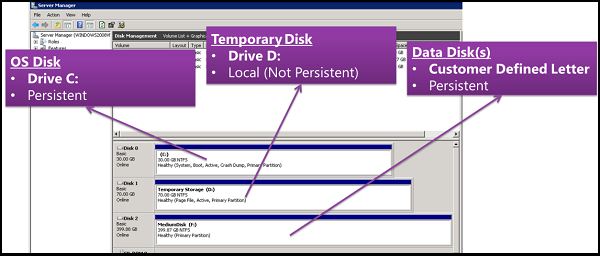 Server Manager
File Action View Help
Server Manager (WINDOWS2008
Roles
Features
Disk Management Volume List + Graphic
Volume Layout Type
OS Disk
• Drive C:
• Persistent
Temporary Disk
• Drive D:
• Local (Not Persistent)
Data Disk(s)
• Customer Defined Letter
• Persistent
Disk 0
Basic
30.00 GB
Online
(C:)
30.00 GB NTFS
Healthy (System, Boot, Active, Crash Dump, Primary Partition)
Disk 1
Basic
70.00 GB
Online
Temporary Storage (D:)
70.00 GB NTFS
Healthy (Page File, Active, Primary Partition)
Disk 2
Basic
399.88 GB
Online
MediumDisk (F:)
399.87 GB NTFS
Healthy (Primary Partition)